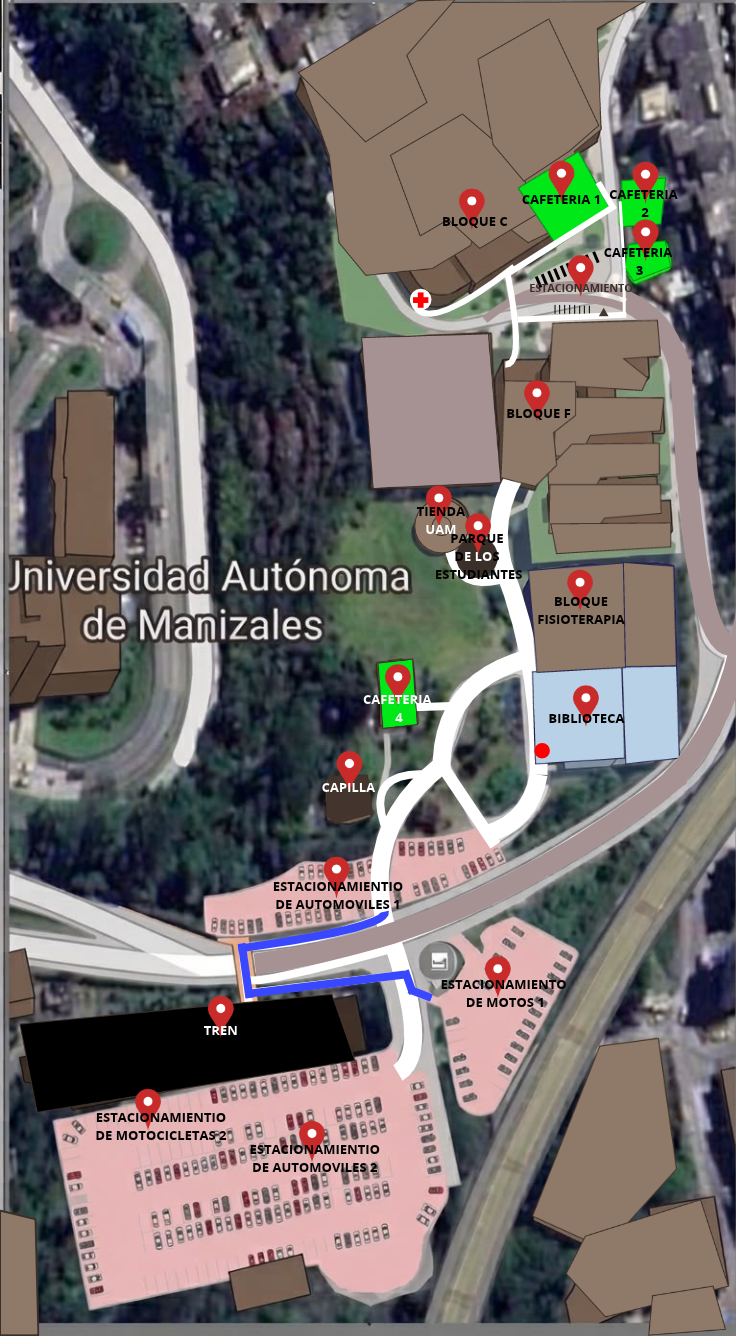 CAFETERIA 1
CAFETERIA
2
BLOQUE C
CAFETERIA
3
ESTACIONAMIENTO
BLOQUE F
TIENDA
UAM
PARQUE
DE LOS
ESTUDIANTES
Universidad Autónoma
de Manizales
BLOQUE
FISIOTERAPIA
CAFETERIA
4
BIBLIOTECA
CAPILLA
ESTACIONAMIENTIO
DE AUTOMOVILES 1
ESTACIONAMIENTIO
DE MOTOS 1
TREN
ESTACIONAMIENTIO
DE MOTOCICLETAS 2
ESTACIONAMIENTIO
DE AUTOMOVILES 2